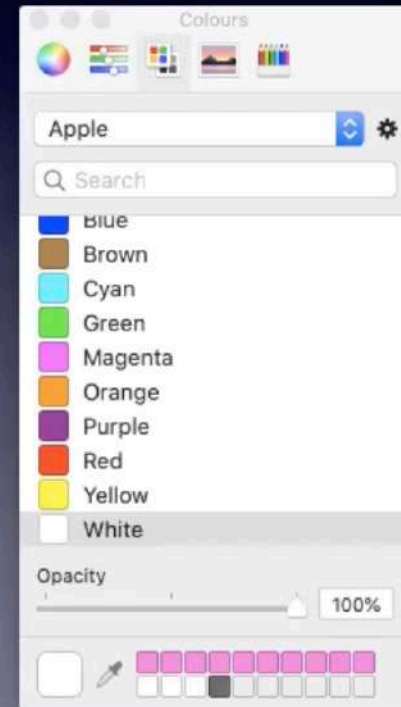 Colours
Apple
Search
Blue
Brown
Cyan
Green
Magenta
Orange
Purple
Red
Yellow
White
Opacity
100%